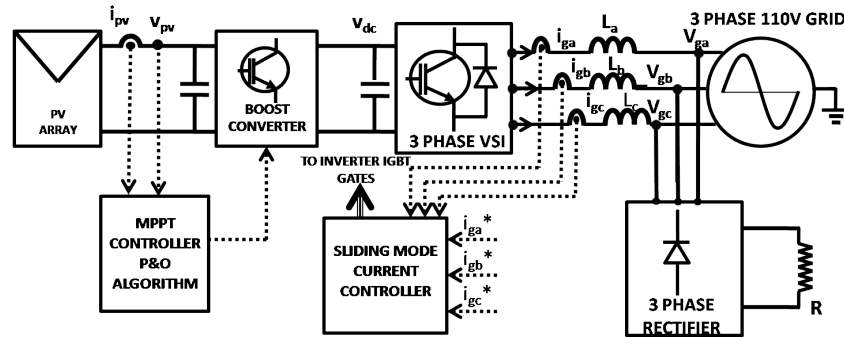 i_pv
v_pv
v_dc
i_ga
L_a
3 PHASE 110V GRID
V_ga
i_gb
L_b
V_gb
i_gc
L_c
V_gc
PV
ARRAY
BOOST
CONVERTER
3 PHASE VSI
TO INVERTER IGBT
GATES
MPPT
CONTROLLER
P&O
ALGORITHM
SLIDING MODE
CURRENT
CONTROLLER
i_ga*
i_gb*
i_gc*
3 PHASE
RECTIFIER
R